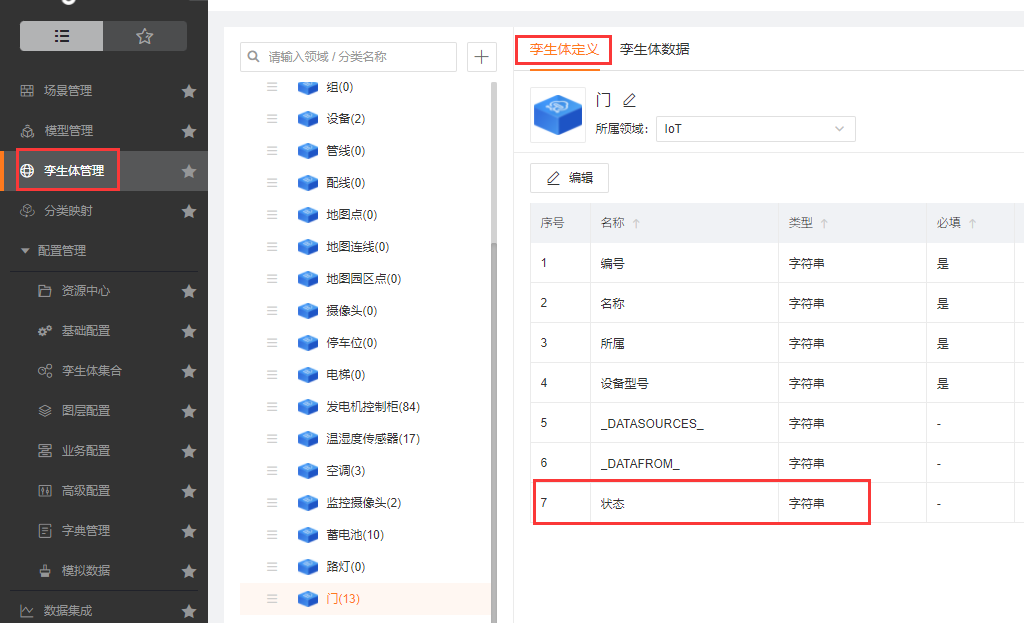 场景管理
模型管理
孪生体管理
分类映射
配置管理
资源中心
基础配置
孪生体集合
图层配置
业务配置
高级配置
字典管理
模拟数据
数据集成
请输入领域 / 分类名称
组(0)
设备(2)
管线(0)
配线(0)
地图点(0)
地图连线(0)
地图园区点(0)
摄像头(0)
停车位(0)
电梯(0)
发电机控制柜(84)
温湿度传感器(17)
空调(3)
监控摄像头(2)
蓄电池(10)
路灯(0)
门(13)
孪生体定义 孪生体数据
门
所属领域: IoT
编辑
序号 名称 类型 必填
1 编号 字符串 是
2 名称 字符串 是
3 所属 字符串 是
4 设备型号 字符串 是
5 _DATASOURCES_ 字符串 -
6 _DATAFROM_ 字符串 -
7 状态 字符串 -